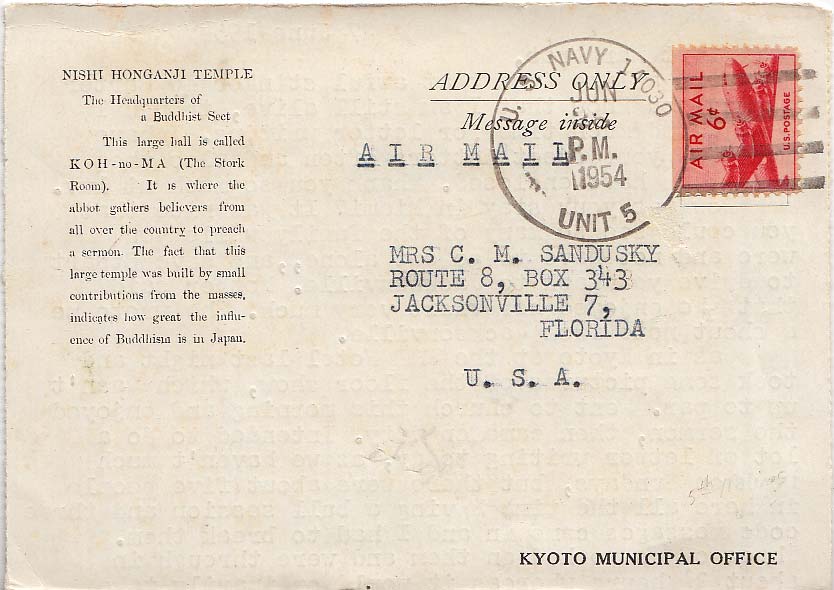 NISHI HONGANJI TEMPLE
The Headquarters of
a Buddhist Sect
This large hall is called
KOH-no-MA (The Stork
Room). It is where the
abbot gathers believers from
all over the country to preach
a sermon. The fact that this
large temple was built by small
contributions from the masses,
indicates how great the influ-
ence of Buddhism is in Japan.
ADDRESS ONLY
Message inside
AIR MAIL
U. S. NAVY 14030
JUN
P.M.
1954
UNIT 5
AIR MAIL
6¢
U.S. POSTAGE
MRS C. M. SANDUSKY
ROUTE 8, BOX 343
JACKSONVILLE 7,
FLORIDA
U. S. A.
5th
KYOTO MUNICIPAL OFFICE